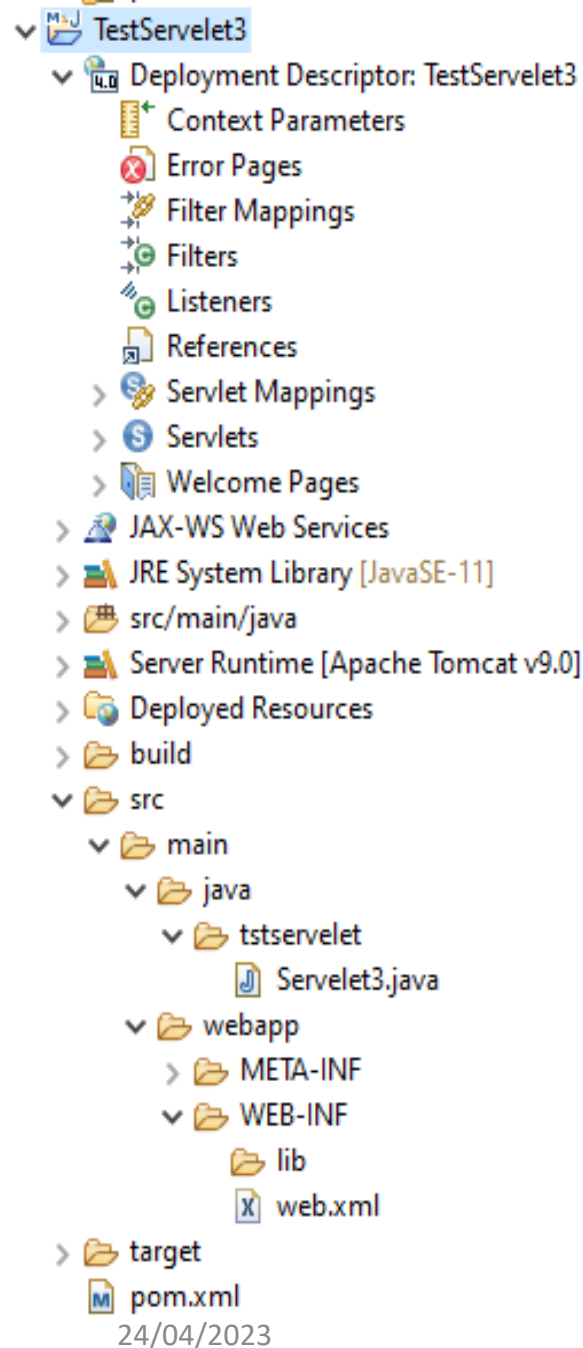 TestServelet3
Deployment Descriptor: TestServelet3
Context Parameters
Error Pages
Filter Mappings
Filters
Listeners
References
Servlet Mappings
Servlets
Welcome Pages
JAX-WS Web Services
JRE System Library [JavaSE-11]
src/main/java
Server Runtime [Apache Tomcat v9.0]
Deployed Resources
build
src
main
java
tstservelet
Servelet3.java
webapp
META-INF
WEB-INF
lib
web.xml
target
pom.xml
24/04/2023